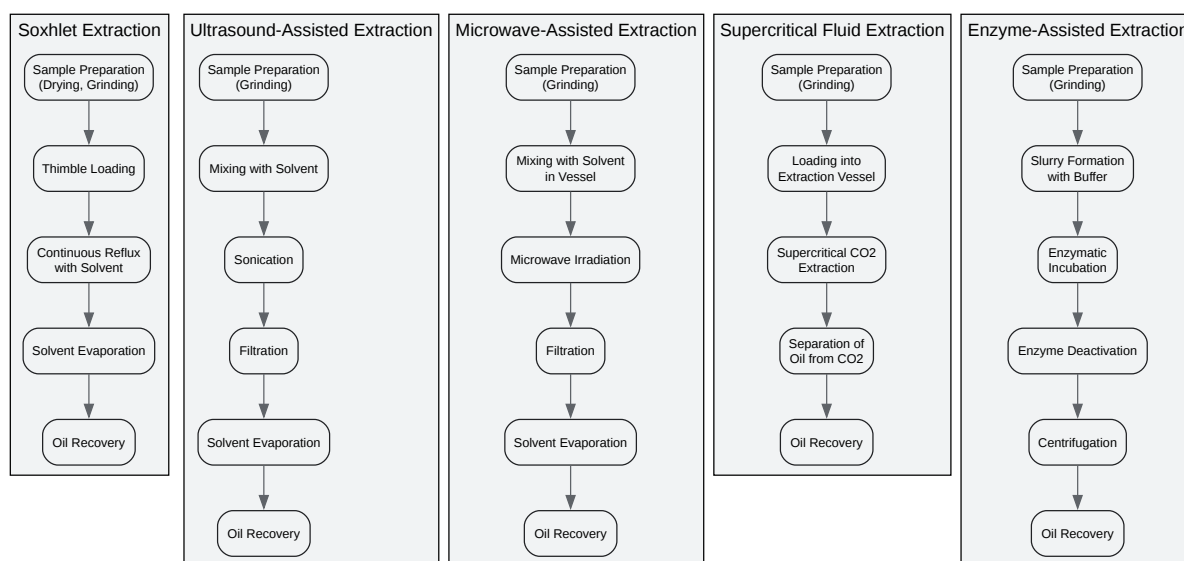 Soxhlet Extraction
Sample Preparation
(Drying, Grinding)
Thimble Loading
Continuous Reflux
with Solvent
Solvent Evaporation
Oil Recovery
Ultrasound-Assisted Extraction
Sample Preparation
(Grinding)
Mixing with Solvent
Sonication
Filtration
Solvent Evaporation
Oil Recovery
Microwave-Assisted Extraction
Sample Preparation
(Grinding)
Mixing with Solvent
in Vessel
Microwave Irradiation
Filtration
Solvent Evaporation
Oil Recovery
Supercritical Fluid Extraction
Sample Preparation
(Grinding)
Loading into
Extraction Vessel
Supercritical CO2
Extraction
Separation of
Oil from CO2
Oil Recovery
Enzyme-Assisted Extraction
Sample Preparation
(Grinding)
Slurry Formation
with Buffer
Enzymatic
Incubation
Enzyme Deactivation
Centrifugation
Oil Recovery